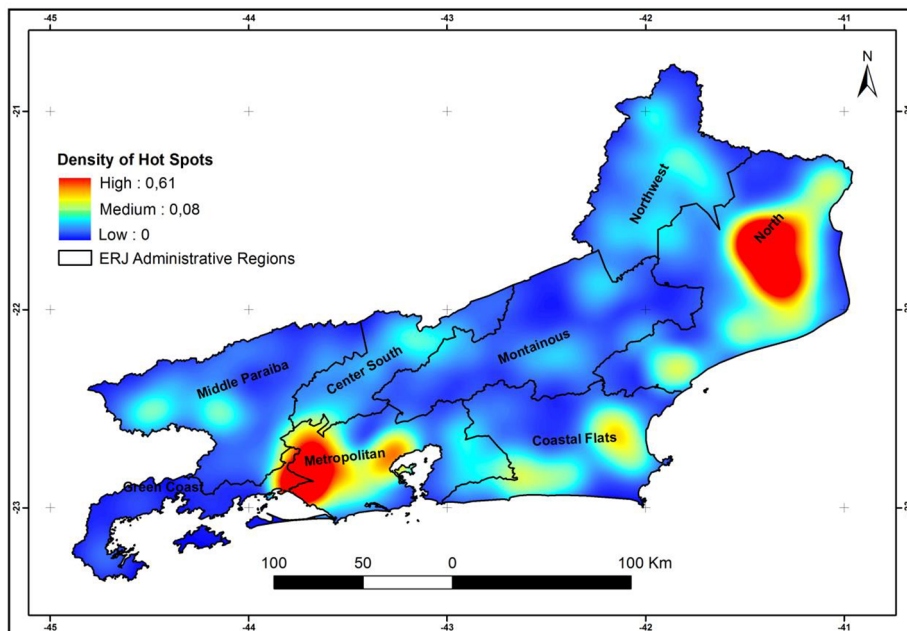 -45 -44 -43 -42 -41
N
-21 -21
Density of Hot Spots
High : 0,61
Medium : 0,08
Low : 0
ERJ Administrative Regions
Northwest
North
-22
Montainous
Center South
Middle Paraiba
Coastal Flats
Metropolitan
Green Coast
-23
100 50 0 100 Km
-45 -44 -43 -42 -41